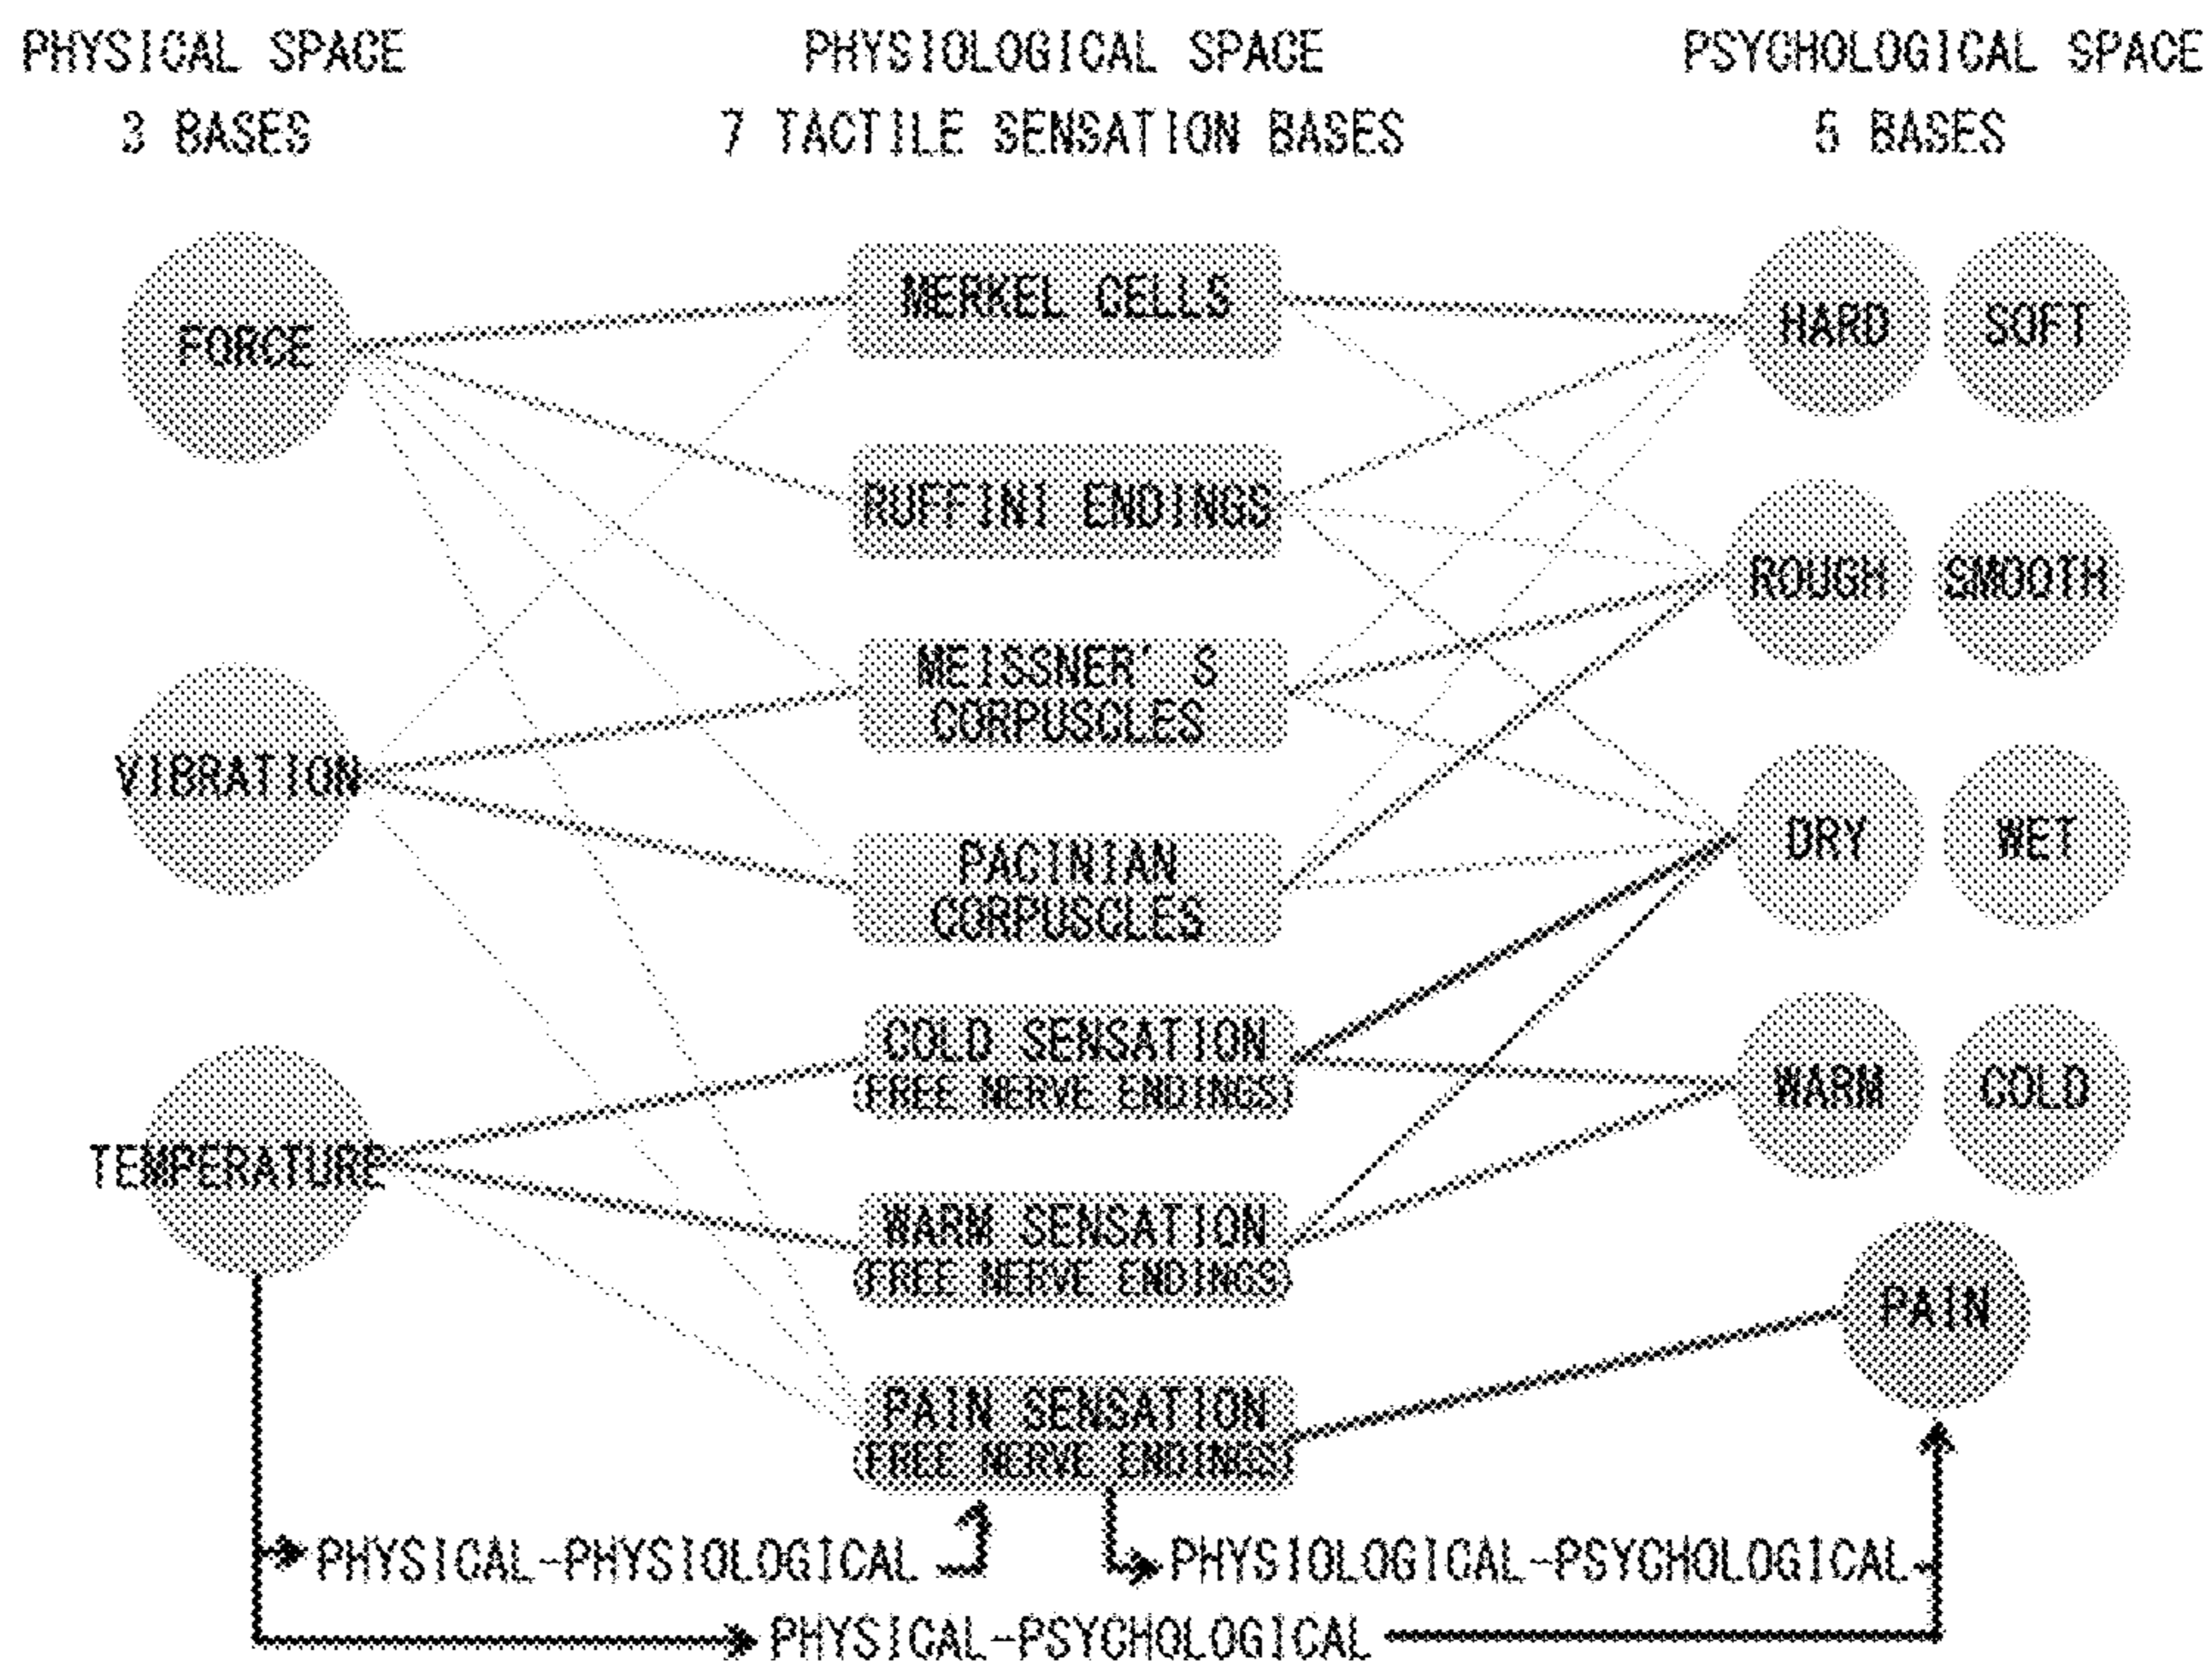 PHYSICAL SPACE
3 BASES
PHYSIOLOGICAL SPACE
7 TACTILE SENSATION BASES
PSYCHOLOGICAL SPACE
5 BASES
FORCE
VIBRATION
TEMPERATURE
MERKEL CELLS
RUFFINI ENDINGS
MEISSNER'S
CORPUSCLES
PACINIAN
CORPUSCLES
COLD SENSATION
(FREE NERVE ENDINGS)
WARM SENSATION
(FREE NERVE ENDINGS)
PAIN SENSATION
(FREE NERVE ENDINGS)
HARD
SOFT
ROUGH
SMOOTH
DRY
WET
WARM
COLD
PAIN
PHYSICAL-PHYSIOLOGICAL
PHYSIOLOGICAL-PSYCHOLOGICAL
PHYSICAL-PSYCHOLOGICAL